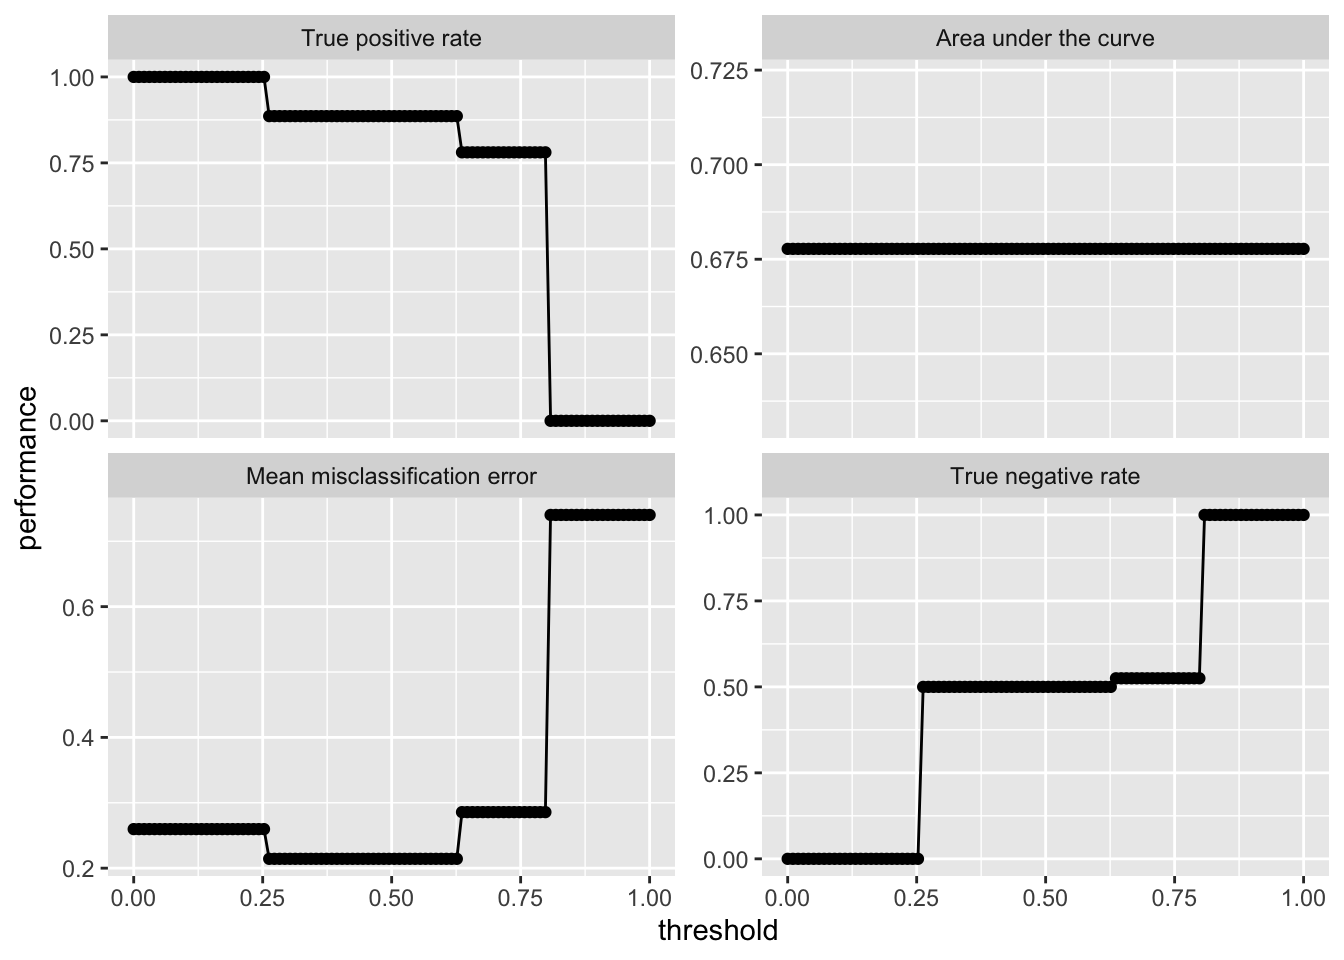 True positive rate
Area under the curve
1.00
0.75
0.50
0.25
0.00
0.725
0.700
0.675
0.650
Mean misclassification error
True negative rate
0.6
0.4
0.2
1.00
0.75
0.50
0.25
0.00
0.00 0.25 0.50 0.75 1.00
0.00 0.25 0.50 0.75 1.00
performance
threshold